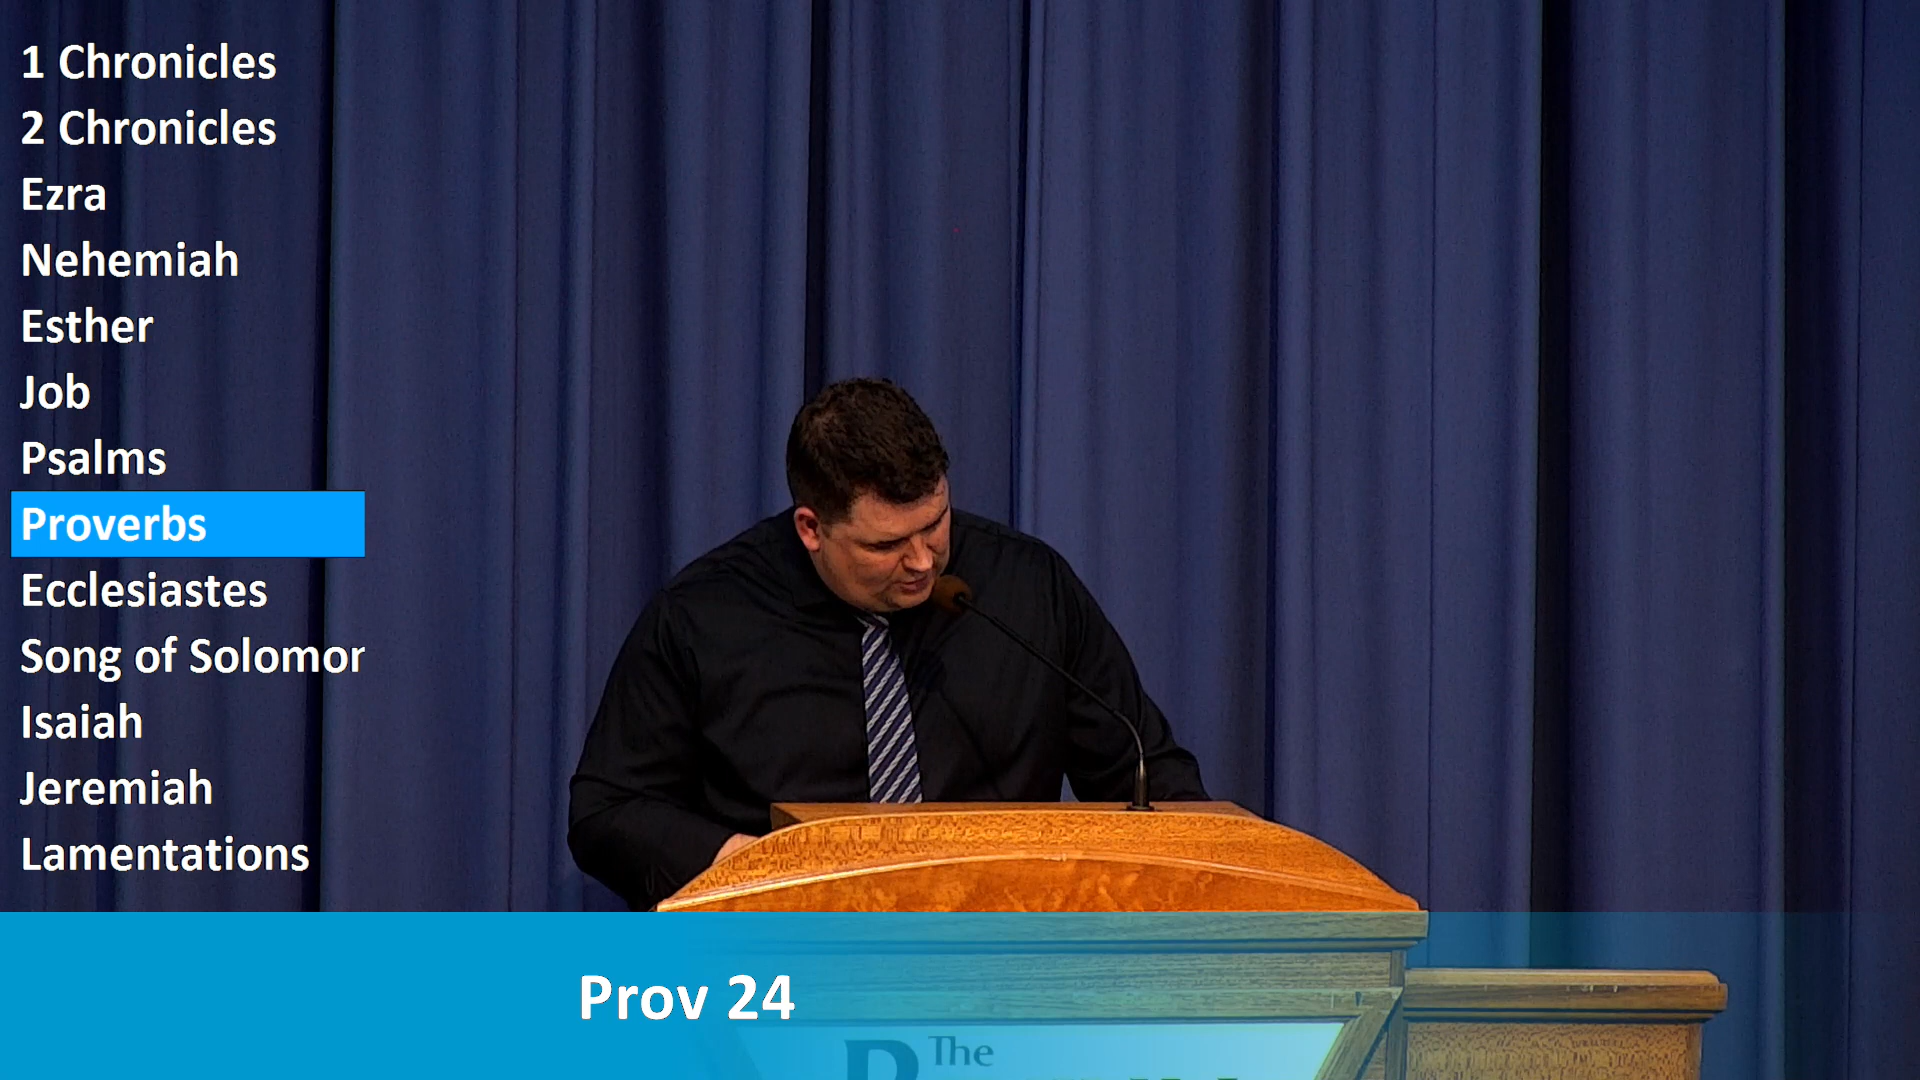 1 Chronicles
2 Chronicles
Ezra
Nehemiah
Esther
Job
Psalms
Proverbs
Ecclesiastes
Song of Solomor
Isaiah
Jeremiah
Lamentations
Prov 24
The